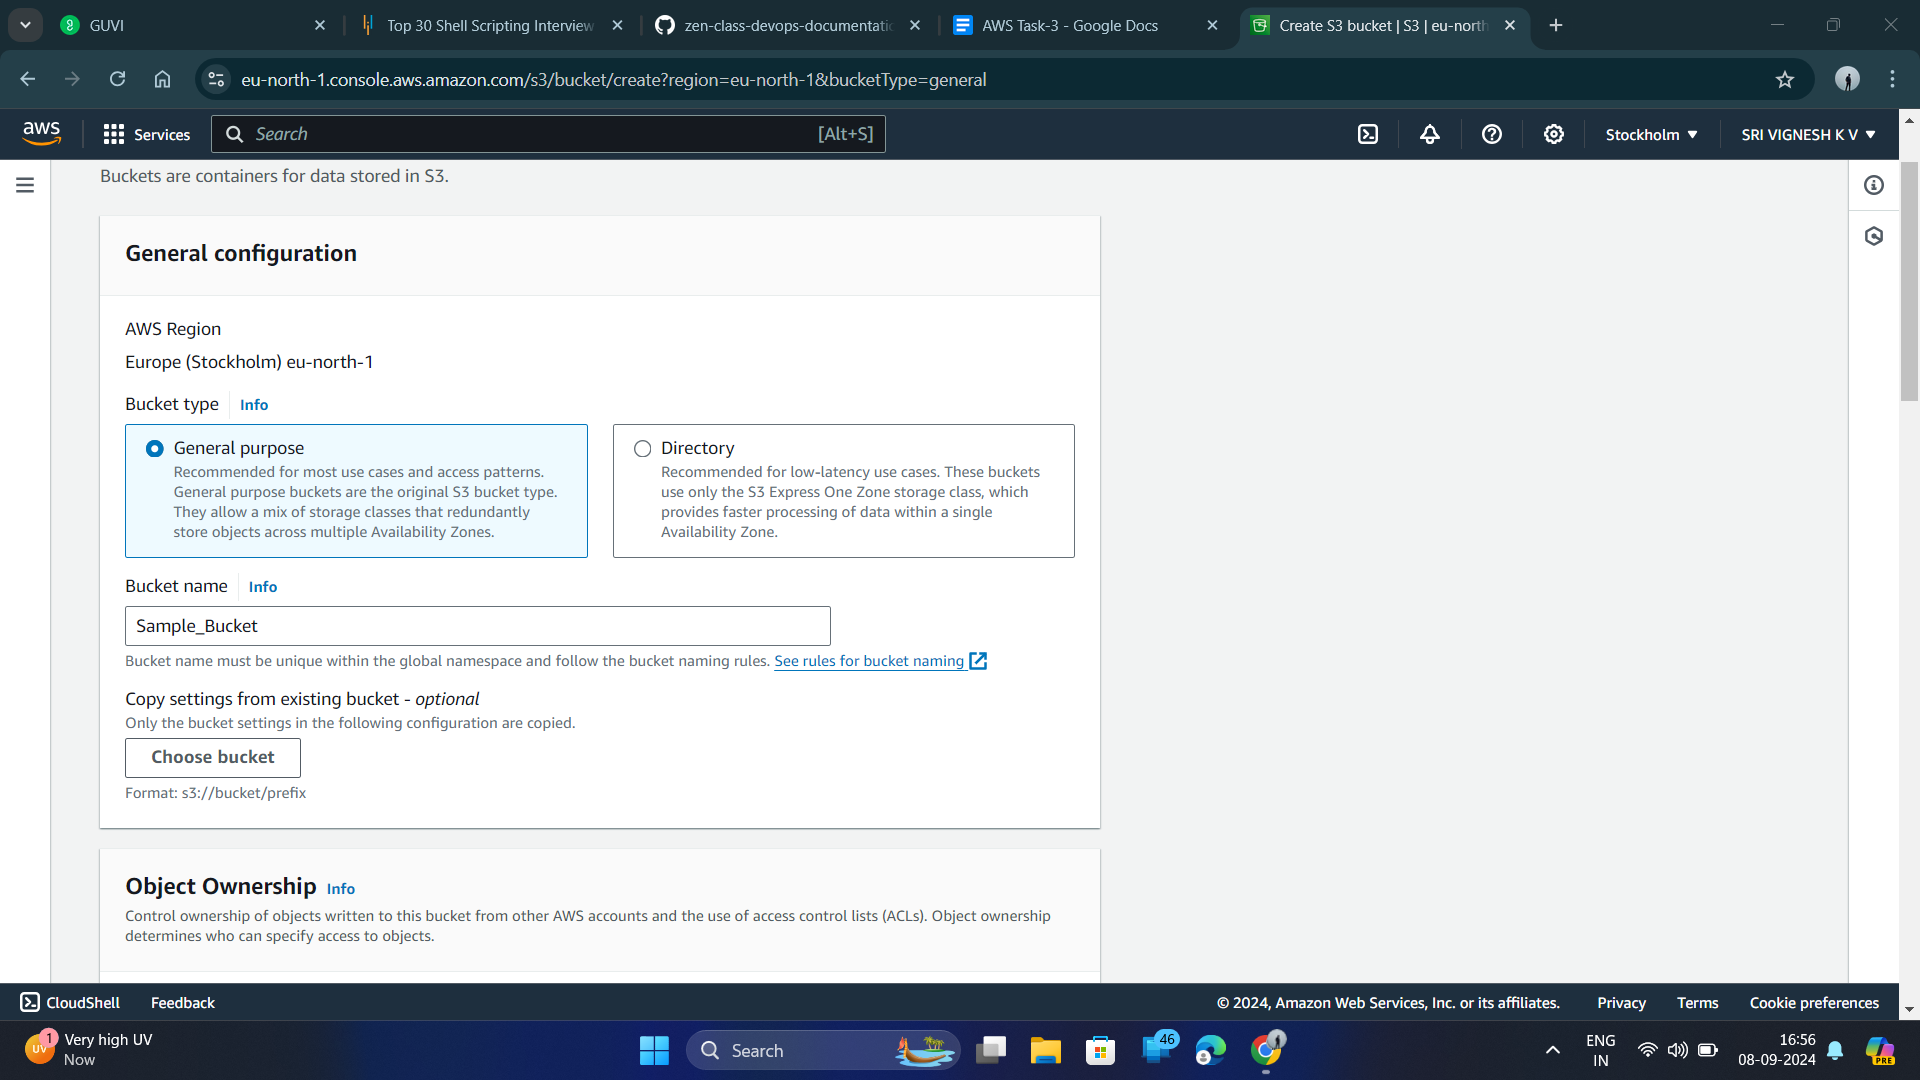 GUVI
Top 30 Shell Scripting Interview
zen-class-devops-documentatio
AWS Task-3 - Google Docs
Create S3 bucket | S3 | eu-north
eu-north-1.console.aws.amazon.com/s3/bucket/create?region=eu-north-1&bucketType=general
aws
Services
Search
[Alt+S]
Stockholm
SRI VIGNESH K V
Buckets are containers for data stored in S3.
General configuration
AWS Region
Europe (Stockholm) eu-north-1
Bucket type Info
General purpose
Recommended for most use cases and access patterns.
General purpose buckets are the original S3 bucket type.
They allow a mix of storage classes that redundantly
store objects across multiple Availability Zones.
Directory
Recommended for low-latency use cases. These buckets
use only the S3 Express One Zone storage class, which
provides faster processing of data within a single
Availability Zone.
Bucket name Info
Sample_Bucket
Bucket name must be unique within the global namespace and follow the bucket naming rules. See rules for bucket naming
Copy settings from existing bucket - optional
Only the bucket settings in the following configuration are copied.
Choose bucket
Format: s3://bucket/prefix
Object Ownership Info
Control ownership of objects written to this bucket from other AWS accounts and the use of access control lists (ACLs). Object ownership
determines who can specify access to objects.
CloudShell
Feedback
© 2024, Amazon Web Services, Inc. or its affiliates.
Privacy
Terms
Cookie preferences
UV
1
Very high UV
Now
Search
46
ENG
IN
16:56
08-09-2024
PRE